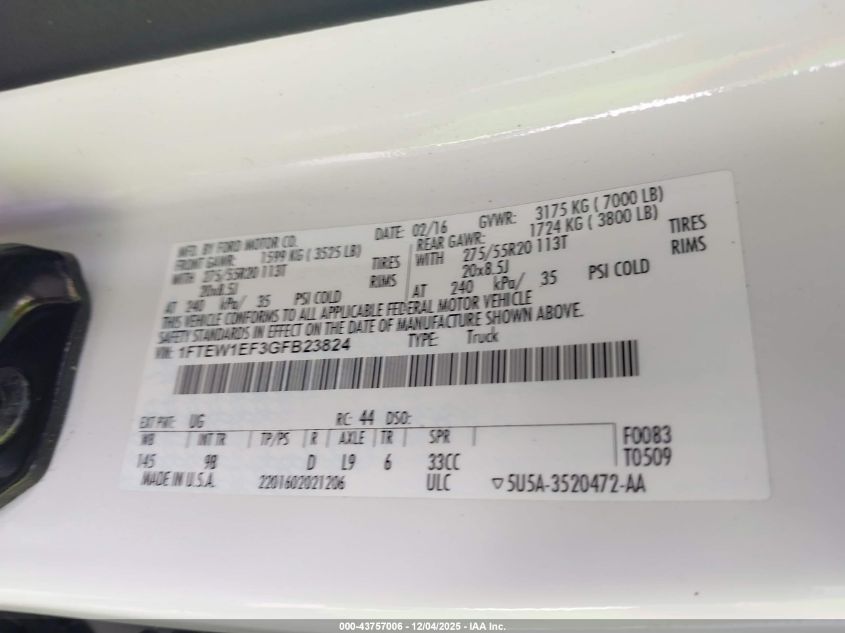 MFD. BY FORD MOTOR CO.
DATE: 02/16 GVWR: 3175 KG ( 7000 LB)
FRONT GAWR: 1599 KG ( 3525 LB)
REAR GAWR: 1724 KG ( 3800 LB)
WITH 275/55R20 113T TIRES
WITH 275/55R20 113T TIRES
20x8.5J RIMS
20x8.5J RIMS
AT 240 kPa/ 35 PSI COLD
AT 240 kPa/ 35 PSI COLD
THIS VEHICLE CONFORMS TO ALL APPLICABLE FEDERAL MOTOR VEHICLE
SAFETY STANDARDS IN EFFECT ON THE DATE OF MANUFACTURE SHOWN ABOVE.
VIN: 1FTEW1EF3GFB23824 TYPE: Truck
EXT PNT: UG RC: 44 DSO:
WB INT TR TP/PS R AXLE TR SPR F0083
145 9B D L9 6 33CC T0509
MADE IN U.S.A. 2201602021206 ULC ▽5U5A-3520472-AA
000-43757006 - 12/04/2025 - IAA Inc.